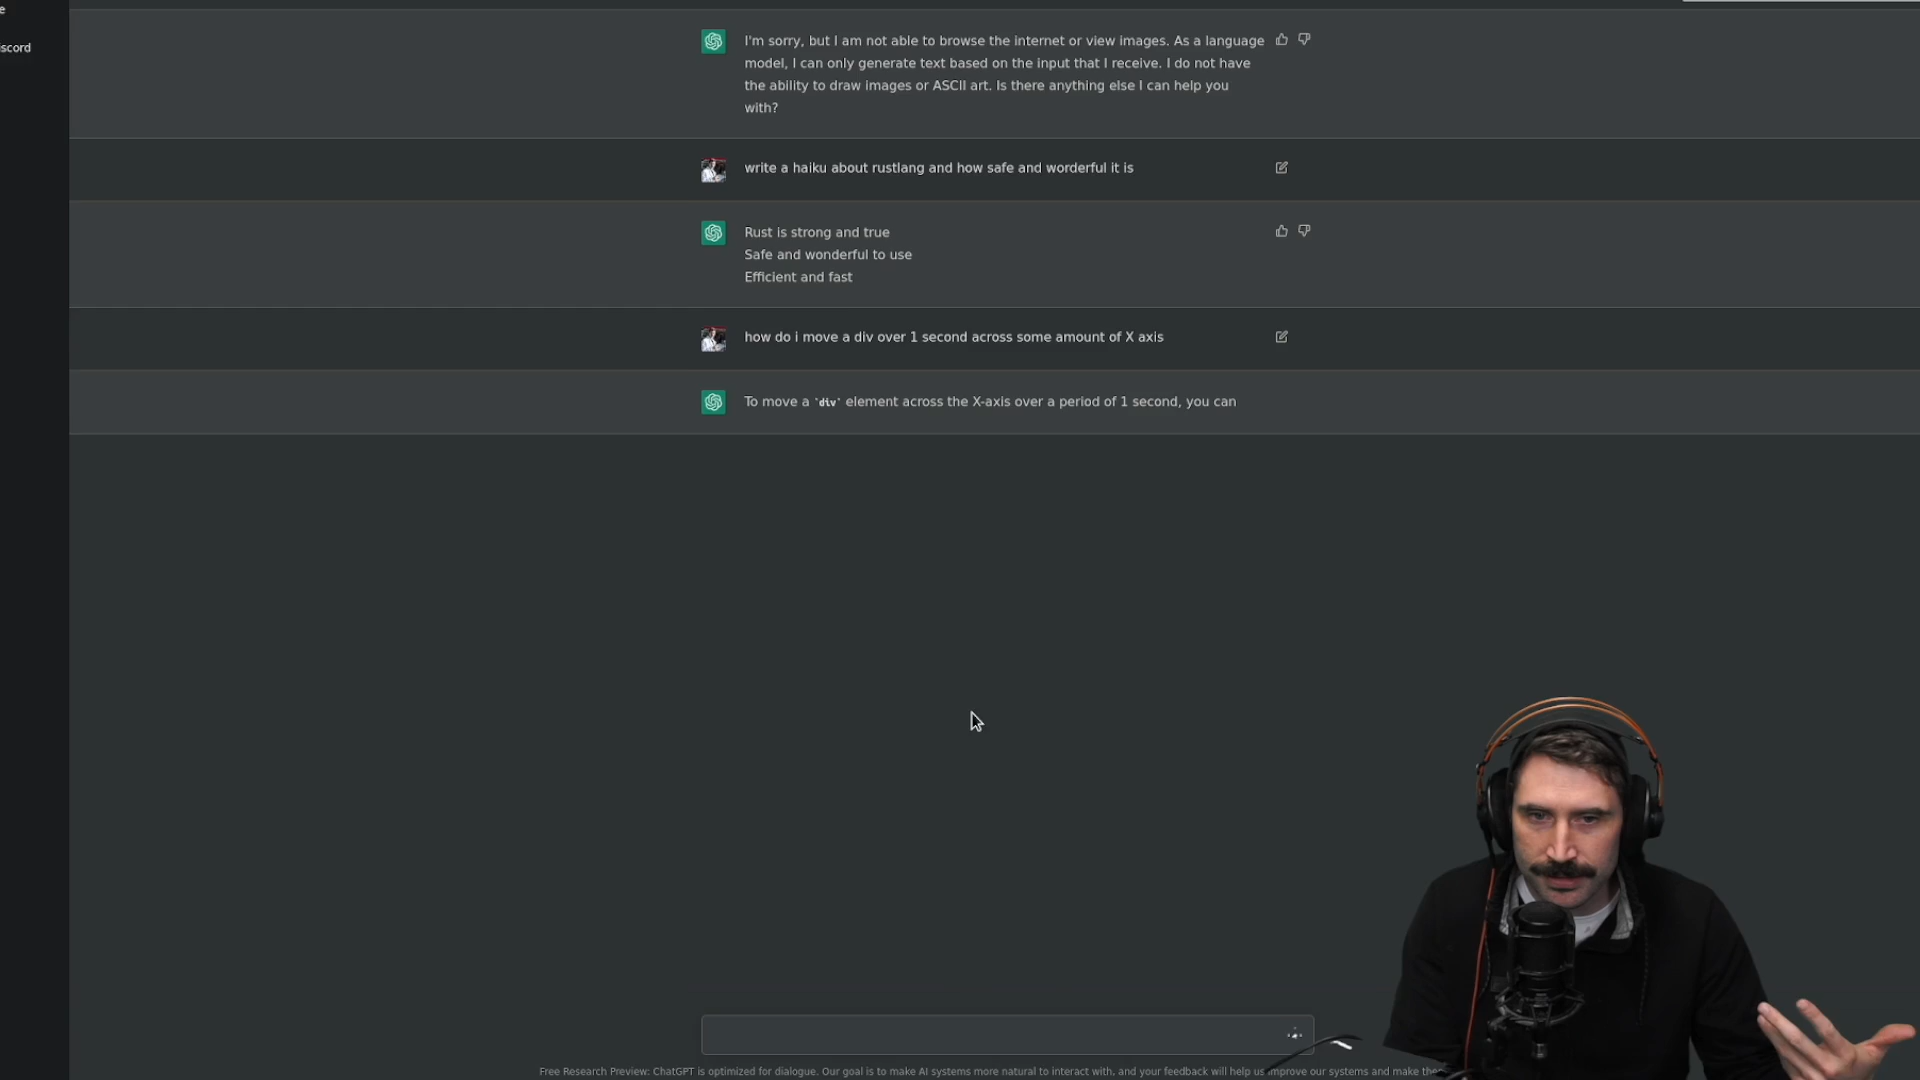 e
iscord
I'm sorry, but I am not able to browse the internet or view images. As a language
model, I can only generate text based on the input that I receive. I do not have
the ability to draw images or ASCII art. Is there anything else I can help you
with?
write a haiku about rustlang and how safe and worderful it is
Rust is strong and true
Safe and wonderful to use
Efficient and fast
how do i move a div over 1 second across some amount of X axis
To move a `div` element across the X-axis over a period of 1 second, you can
Free Research Preview: ChatGPT is optimized for dialogue. Our goal is to make AI systems more natural to interact with, and your feedback will help us improve our systems and make the